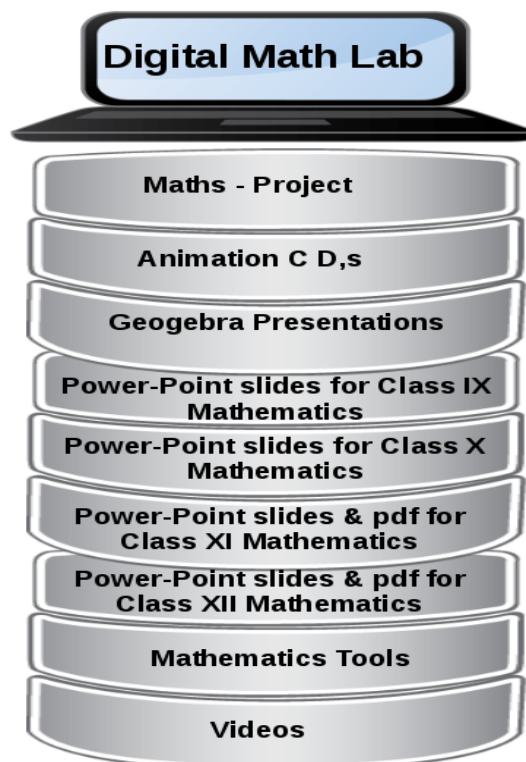 Digital Math Lab
Maths - Project
Animation C D,s
Geogebra Presentations
Power-Point slides for Class IX
Mathematics
Power-Point slides for Class X
Mathematics
Power-Point slides & pdf for
Class XI Mathematics
Power-Point slides & pdf for
Class XII Mathematics
Mathematics Tools
Videos